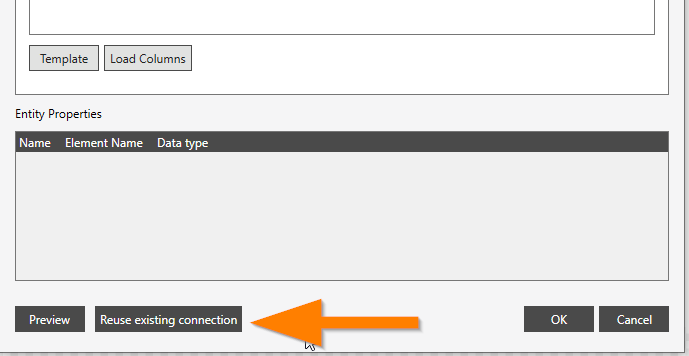 Template Load Columns
Entity Properties
Name Element Name Data type
Preview Reuse existing connection OK Cancel